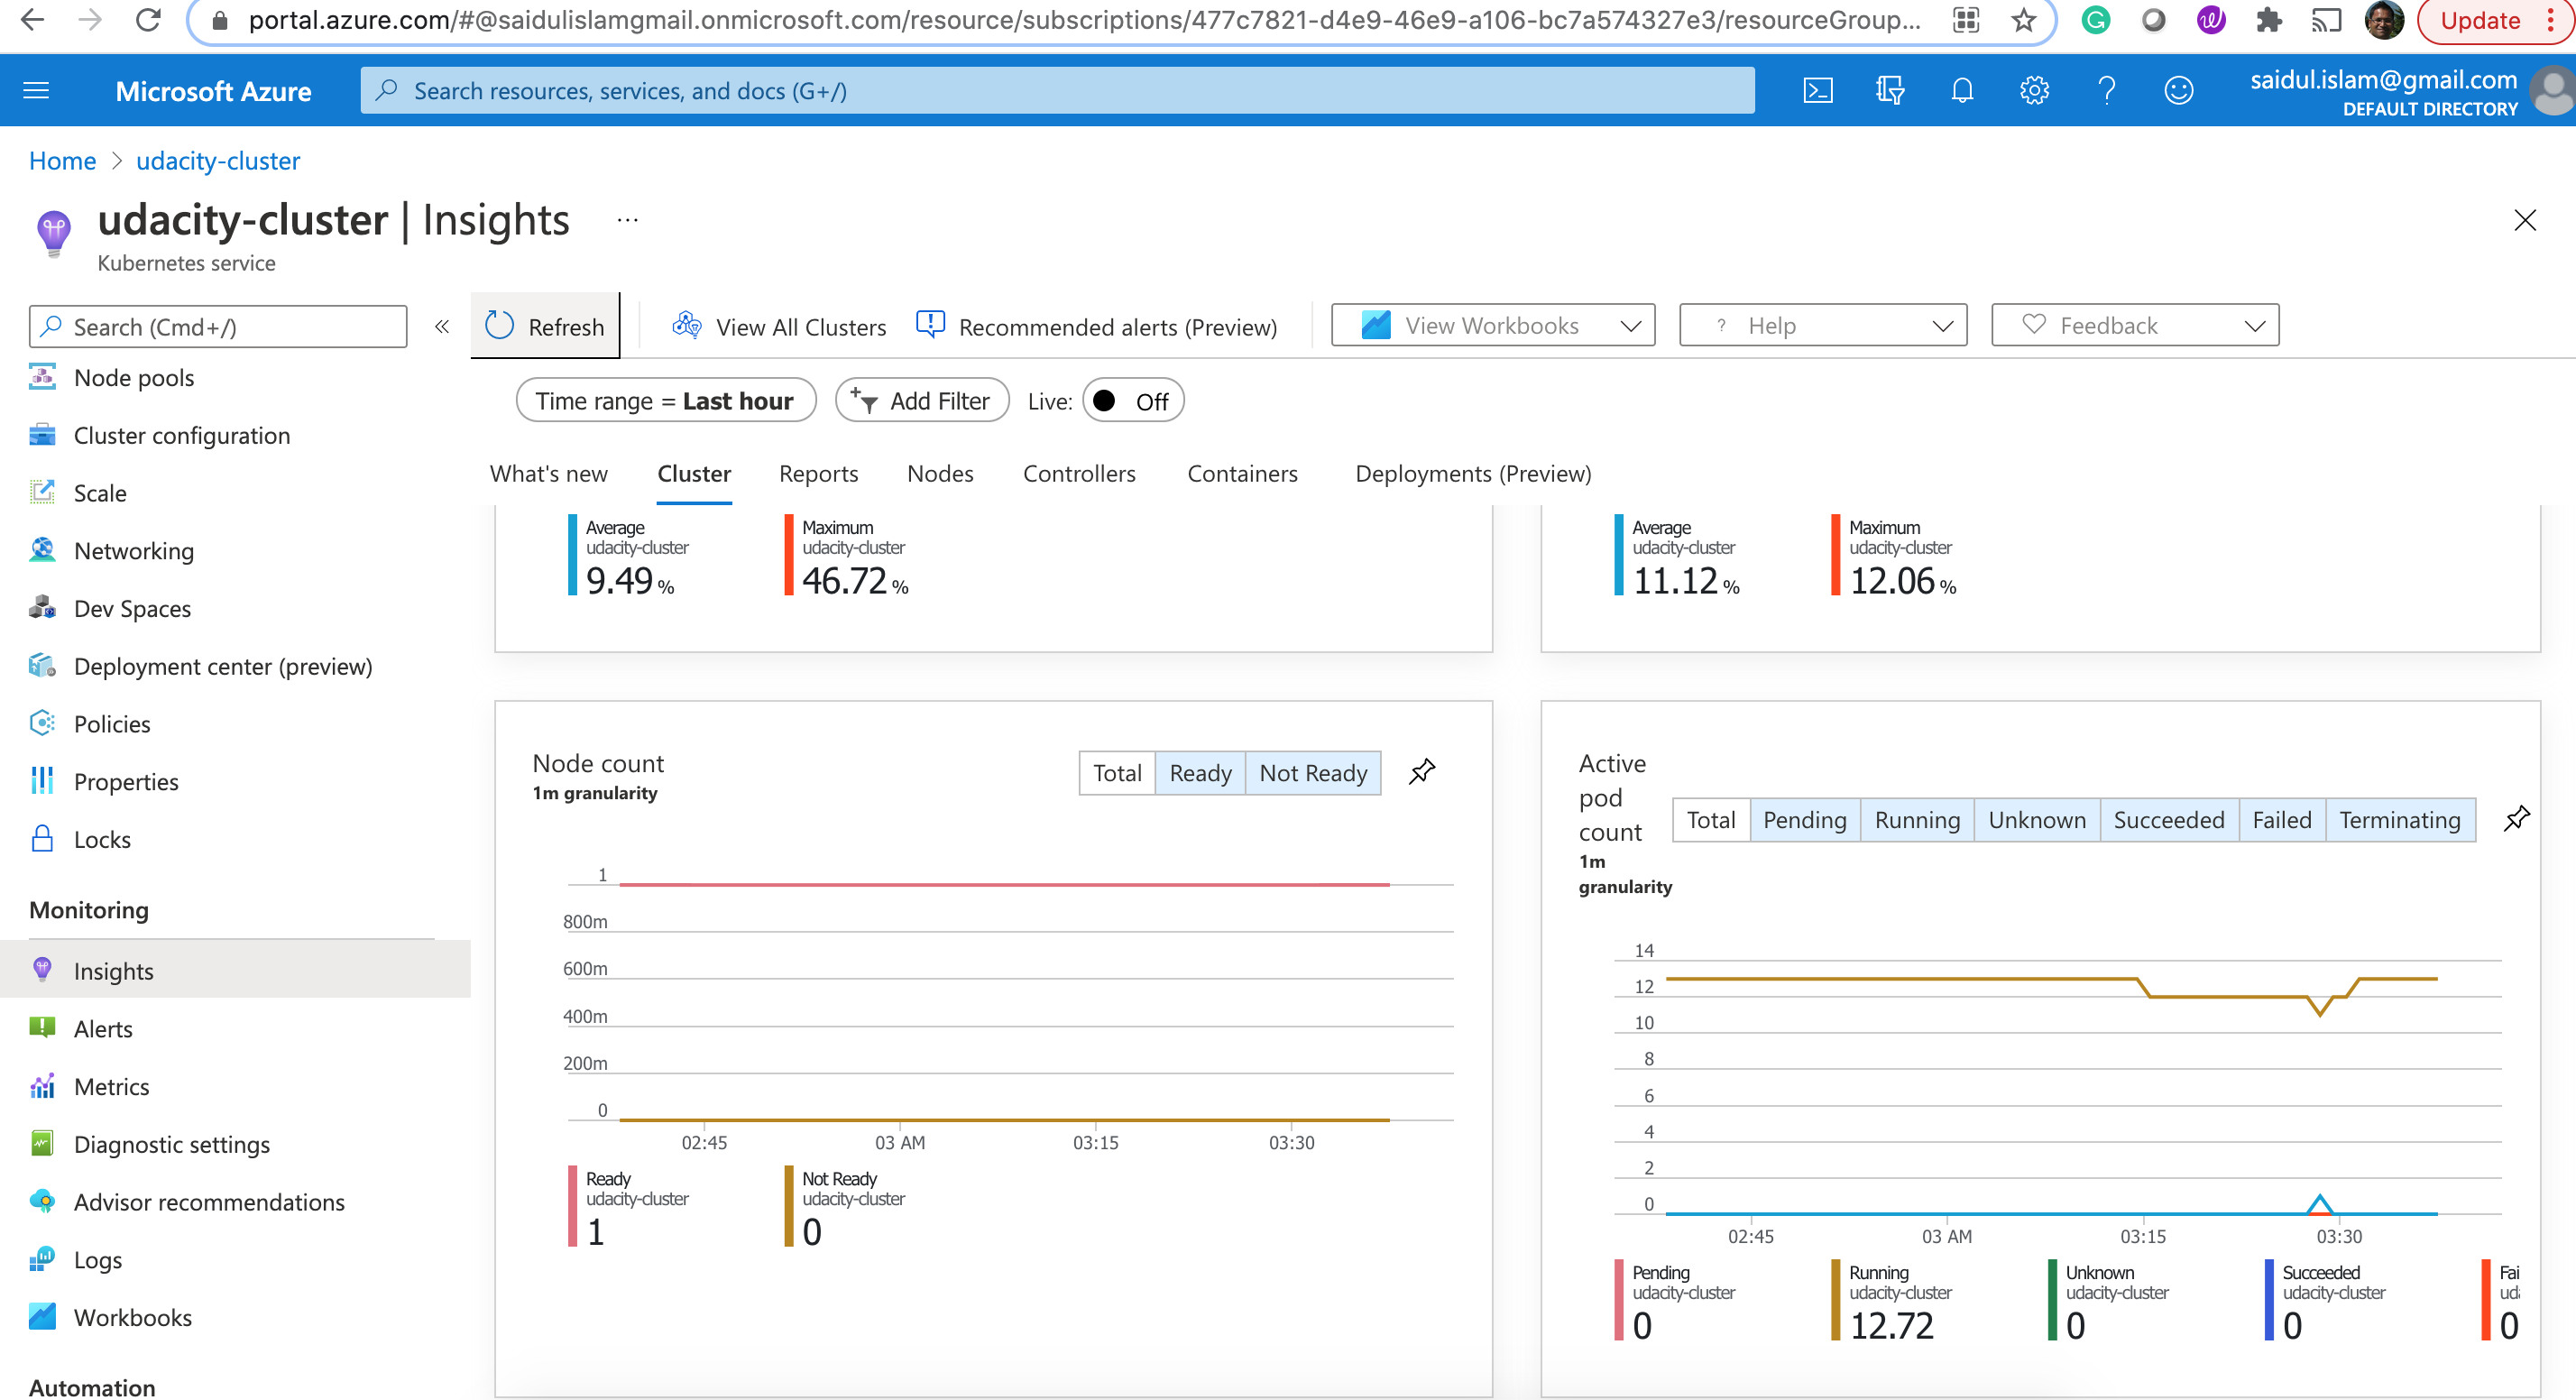 portal.azure.com/#@saidulislamgmail.onmicrosoft.com/resource/subscriptions/477c7821-d4e9-46e9-a106-bc7a574327e3/resourceGroup...
Update
Microsoft Azure
Search resources, services, and docs (G+/)
saidul.islam@gmail.com
DEFAULT DIRECTORY
Home > udacity-cluster
udacity-cluster | Insights ...
Kubernetes service
Search (Cmd+/)
«
Refresh
View All Clusters
Recommended alerts (Preview)
View Workbooks
? Help
Feedback
Node pools
Cluster configuration
Scale
Networking
Dev Spaces
Deployment center (preview)
Policies
Properties
Locks
Monitoring
Insights
Alerts
Metrics
Diagnostic settings
Advisor recommendations
Logs
Workbooks
Automation
Time range = Last hour
Add Filter
Live: Off
What's new Cluster Reports Nodes Controllers Containers Deployments (Preview)
Average
udacity-cluster
9.49 %
Maximum
udacity-cluster
46.72 %
Average
udacity-cluster
11.12 %
Maximum
udacity-cluster
12.06 %
Node count
1m granularity
Total Ready Not Ready
1
800m
600m
400m
200m
0
02:45 03 AM 03:15 03:30
Ready
udacity-cluster
1
Not Ready
udacity-cluster
0
Active
pod
count
1m
granularity
Total Pending Running Unknown Succeeded Failed Terminating
14
12
10
8
6
4
2
0
02:45 03 AM 03:15 03:30
Pending
udacity-cluster
0
Running
udacity-cluster
12.72
Unknown
udacity-cluster
0
Succeeded
udacity-cluster
0
Fai
uda
0